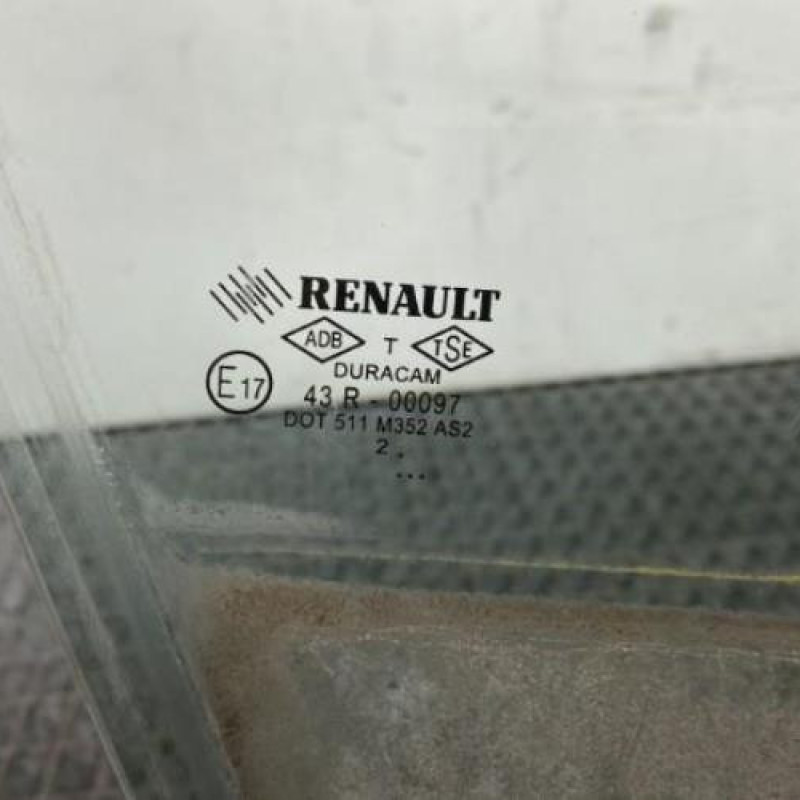 RENAULT
ADB T TSE
DURACAM
E17 43 R - 00097
DOT 511 M352 AS2
2 .
...